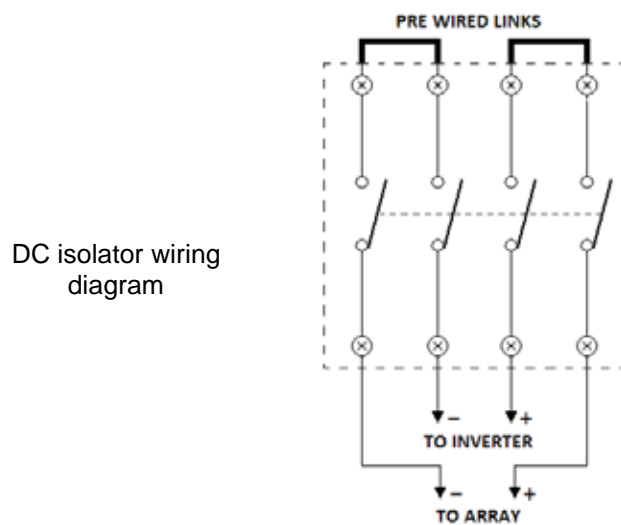 PRE WIRED LINKS
DC isolator wiring
diagram
− +
TO INVERTER
− +
TO ARRAY